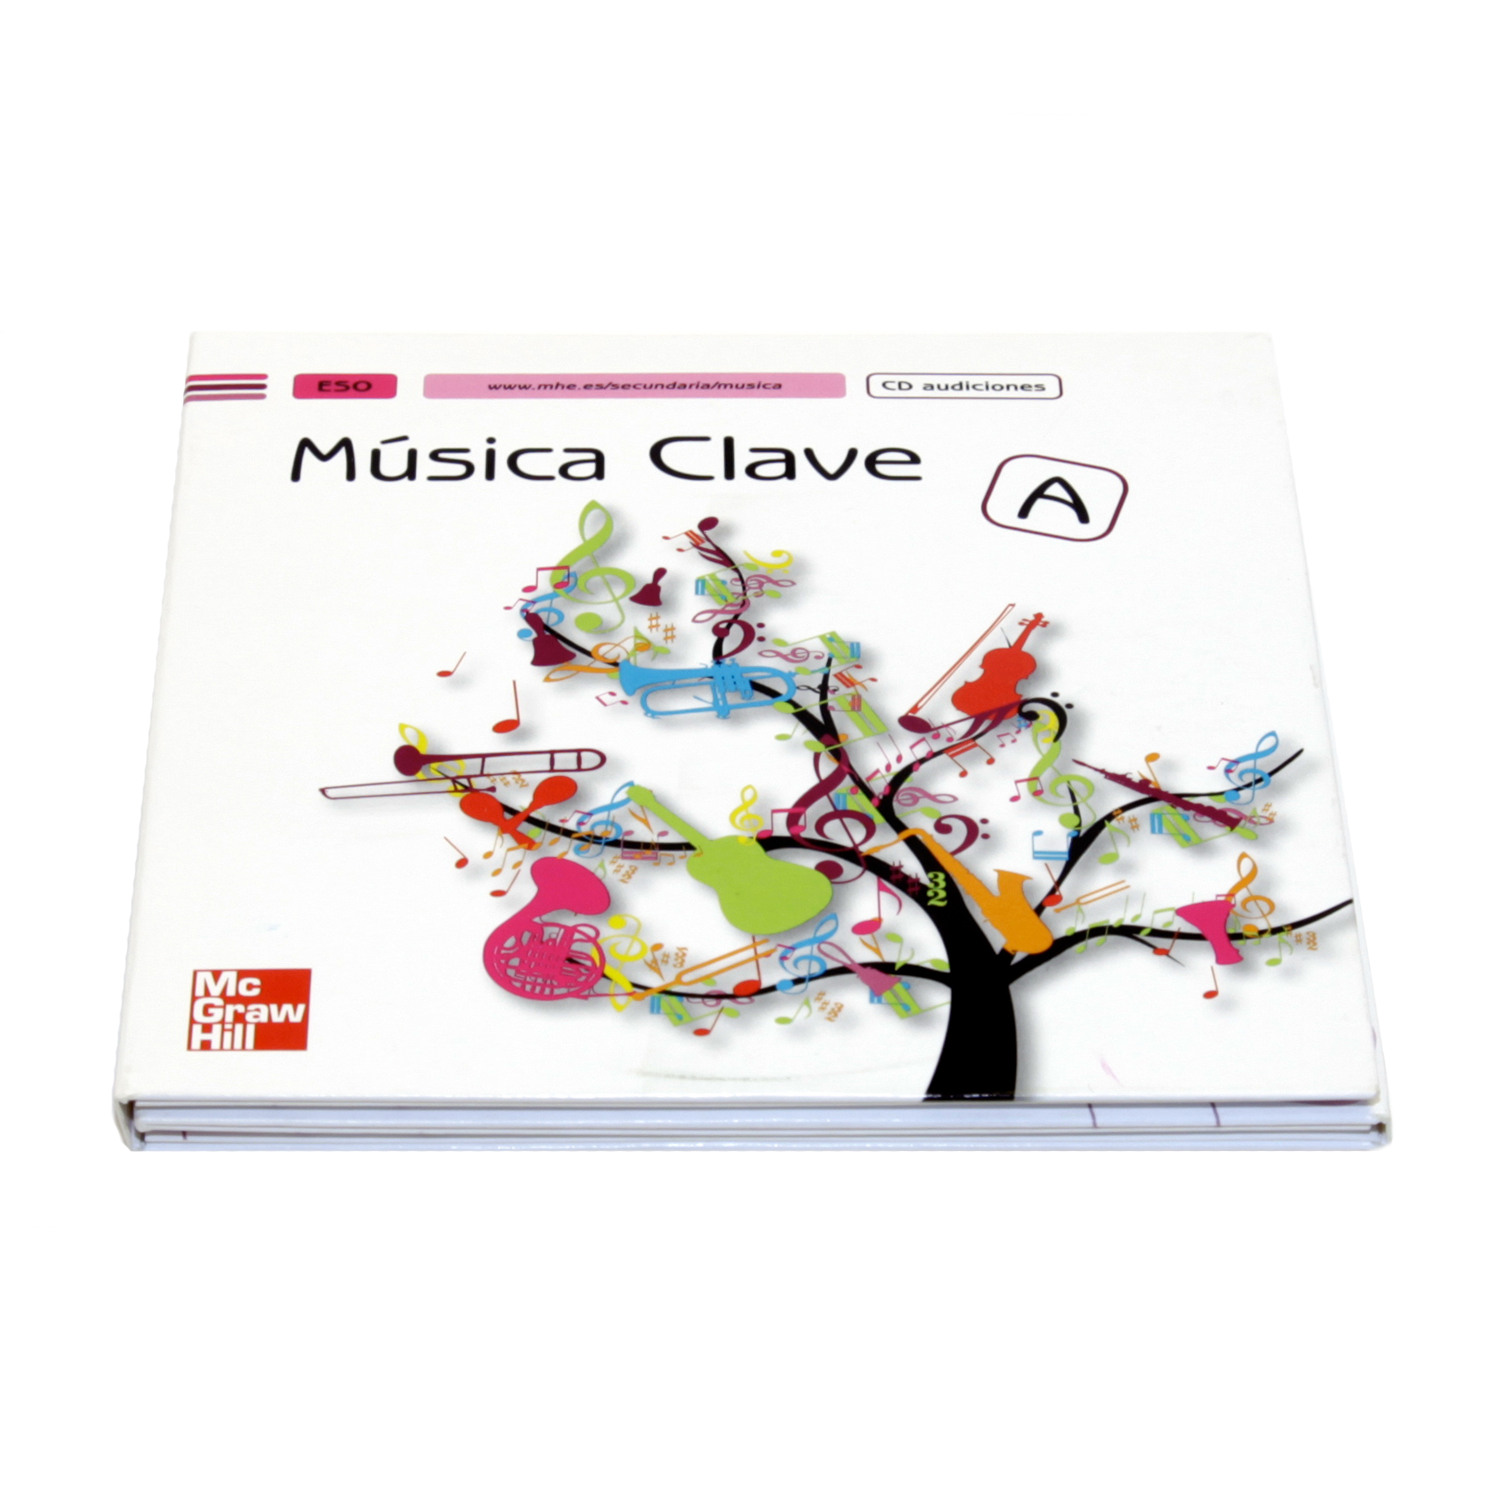 ESO
www.mhe.es/secundaria/musica
CD audiciones
Música Clave
A
Mc
Graw
Hill